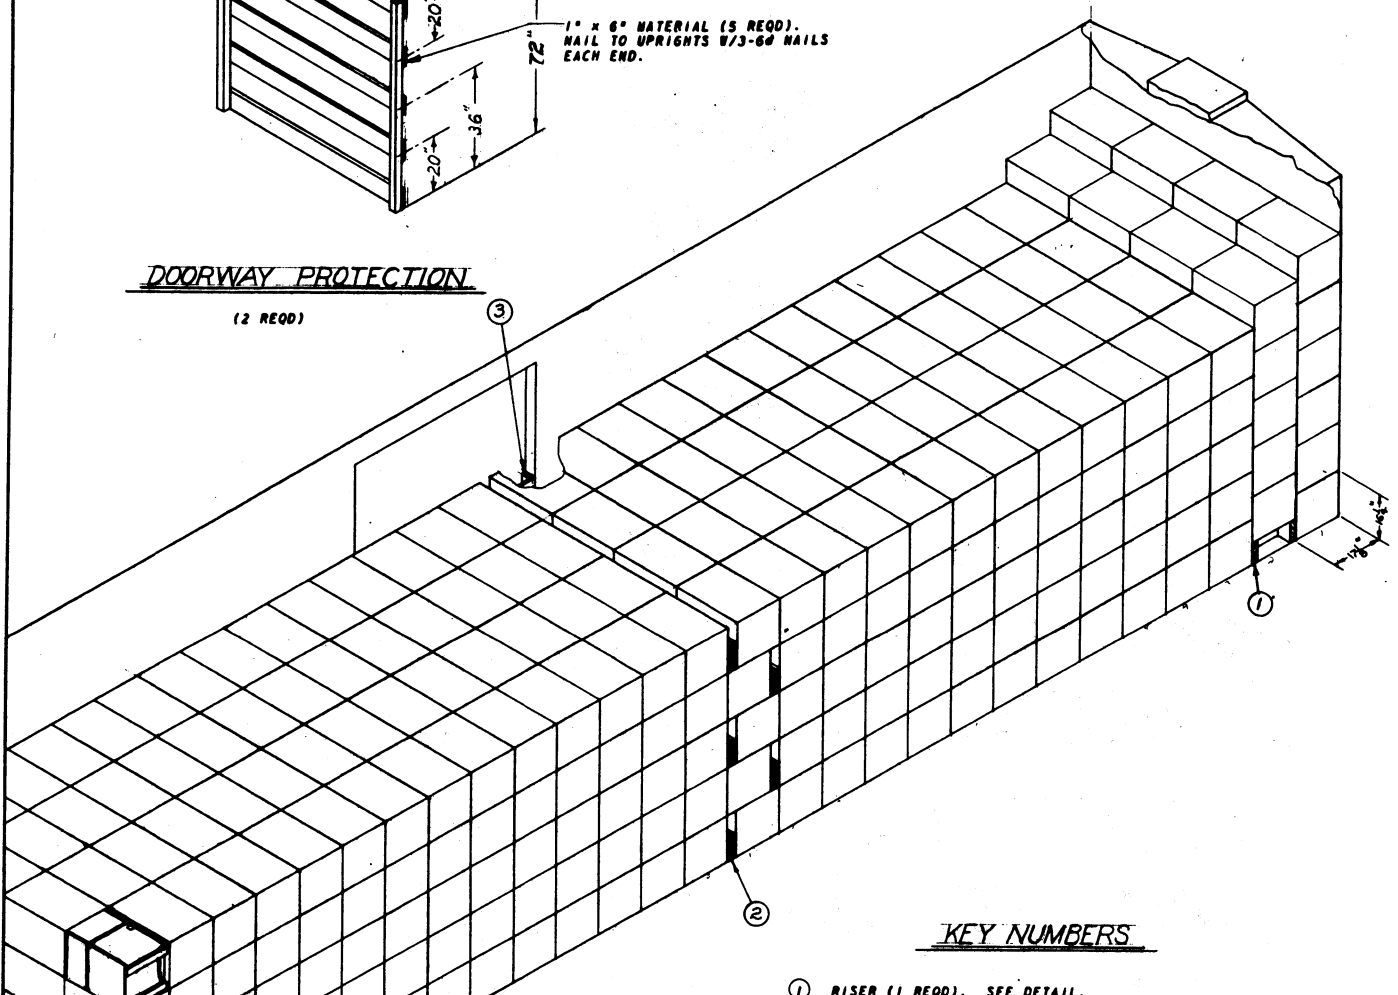 20"
1" x 6" MATERIAL (5 REQD).
NAIL TO UPRIGHTS W/3-6d NAILS
EACH END.
72"
36"
20"
DOORWAY PROTECTION
(2 REQD)
3
1
2
KEY NUMBERS
1 RISER (1 REQD). SEE DETAIL.